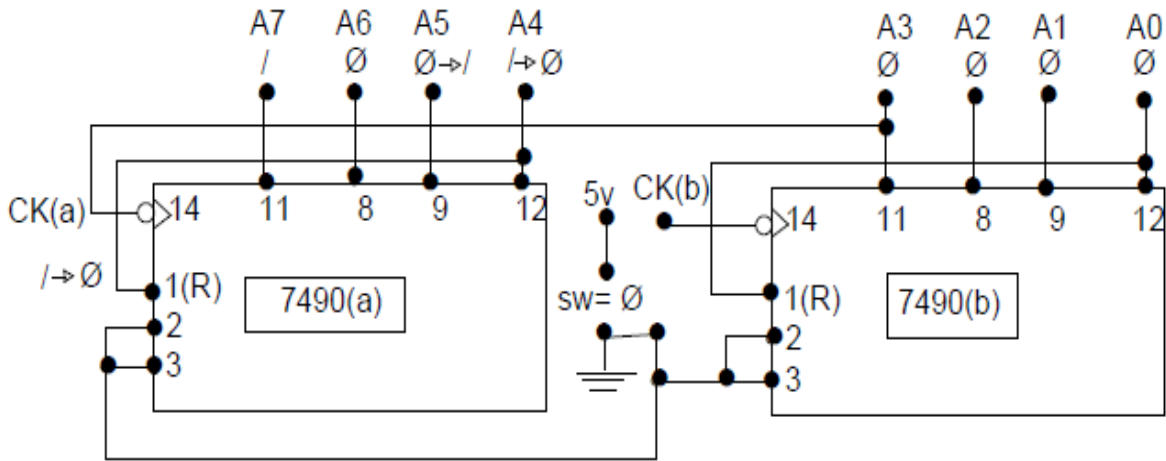 A7 A6 A5 A4 A3 A2 A1 A0
/ Ø Ø→/ /→Ø Ø Ø Ø Ø
CK(a) 14 11 8 9 12 5v CK(b) 14 11 8 9 12
/→Ø 1(R) 7490(a) sw= Ø 1(R) 7490(b)
2 2
3 3